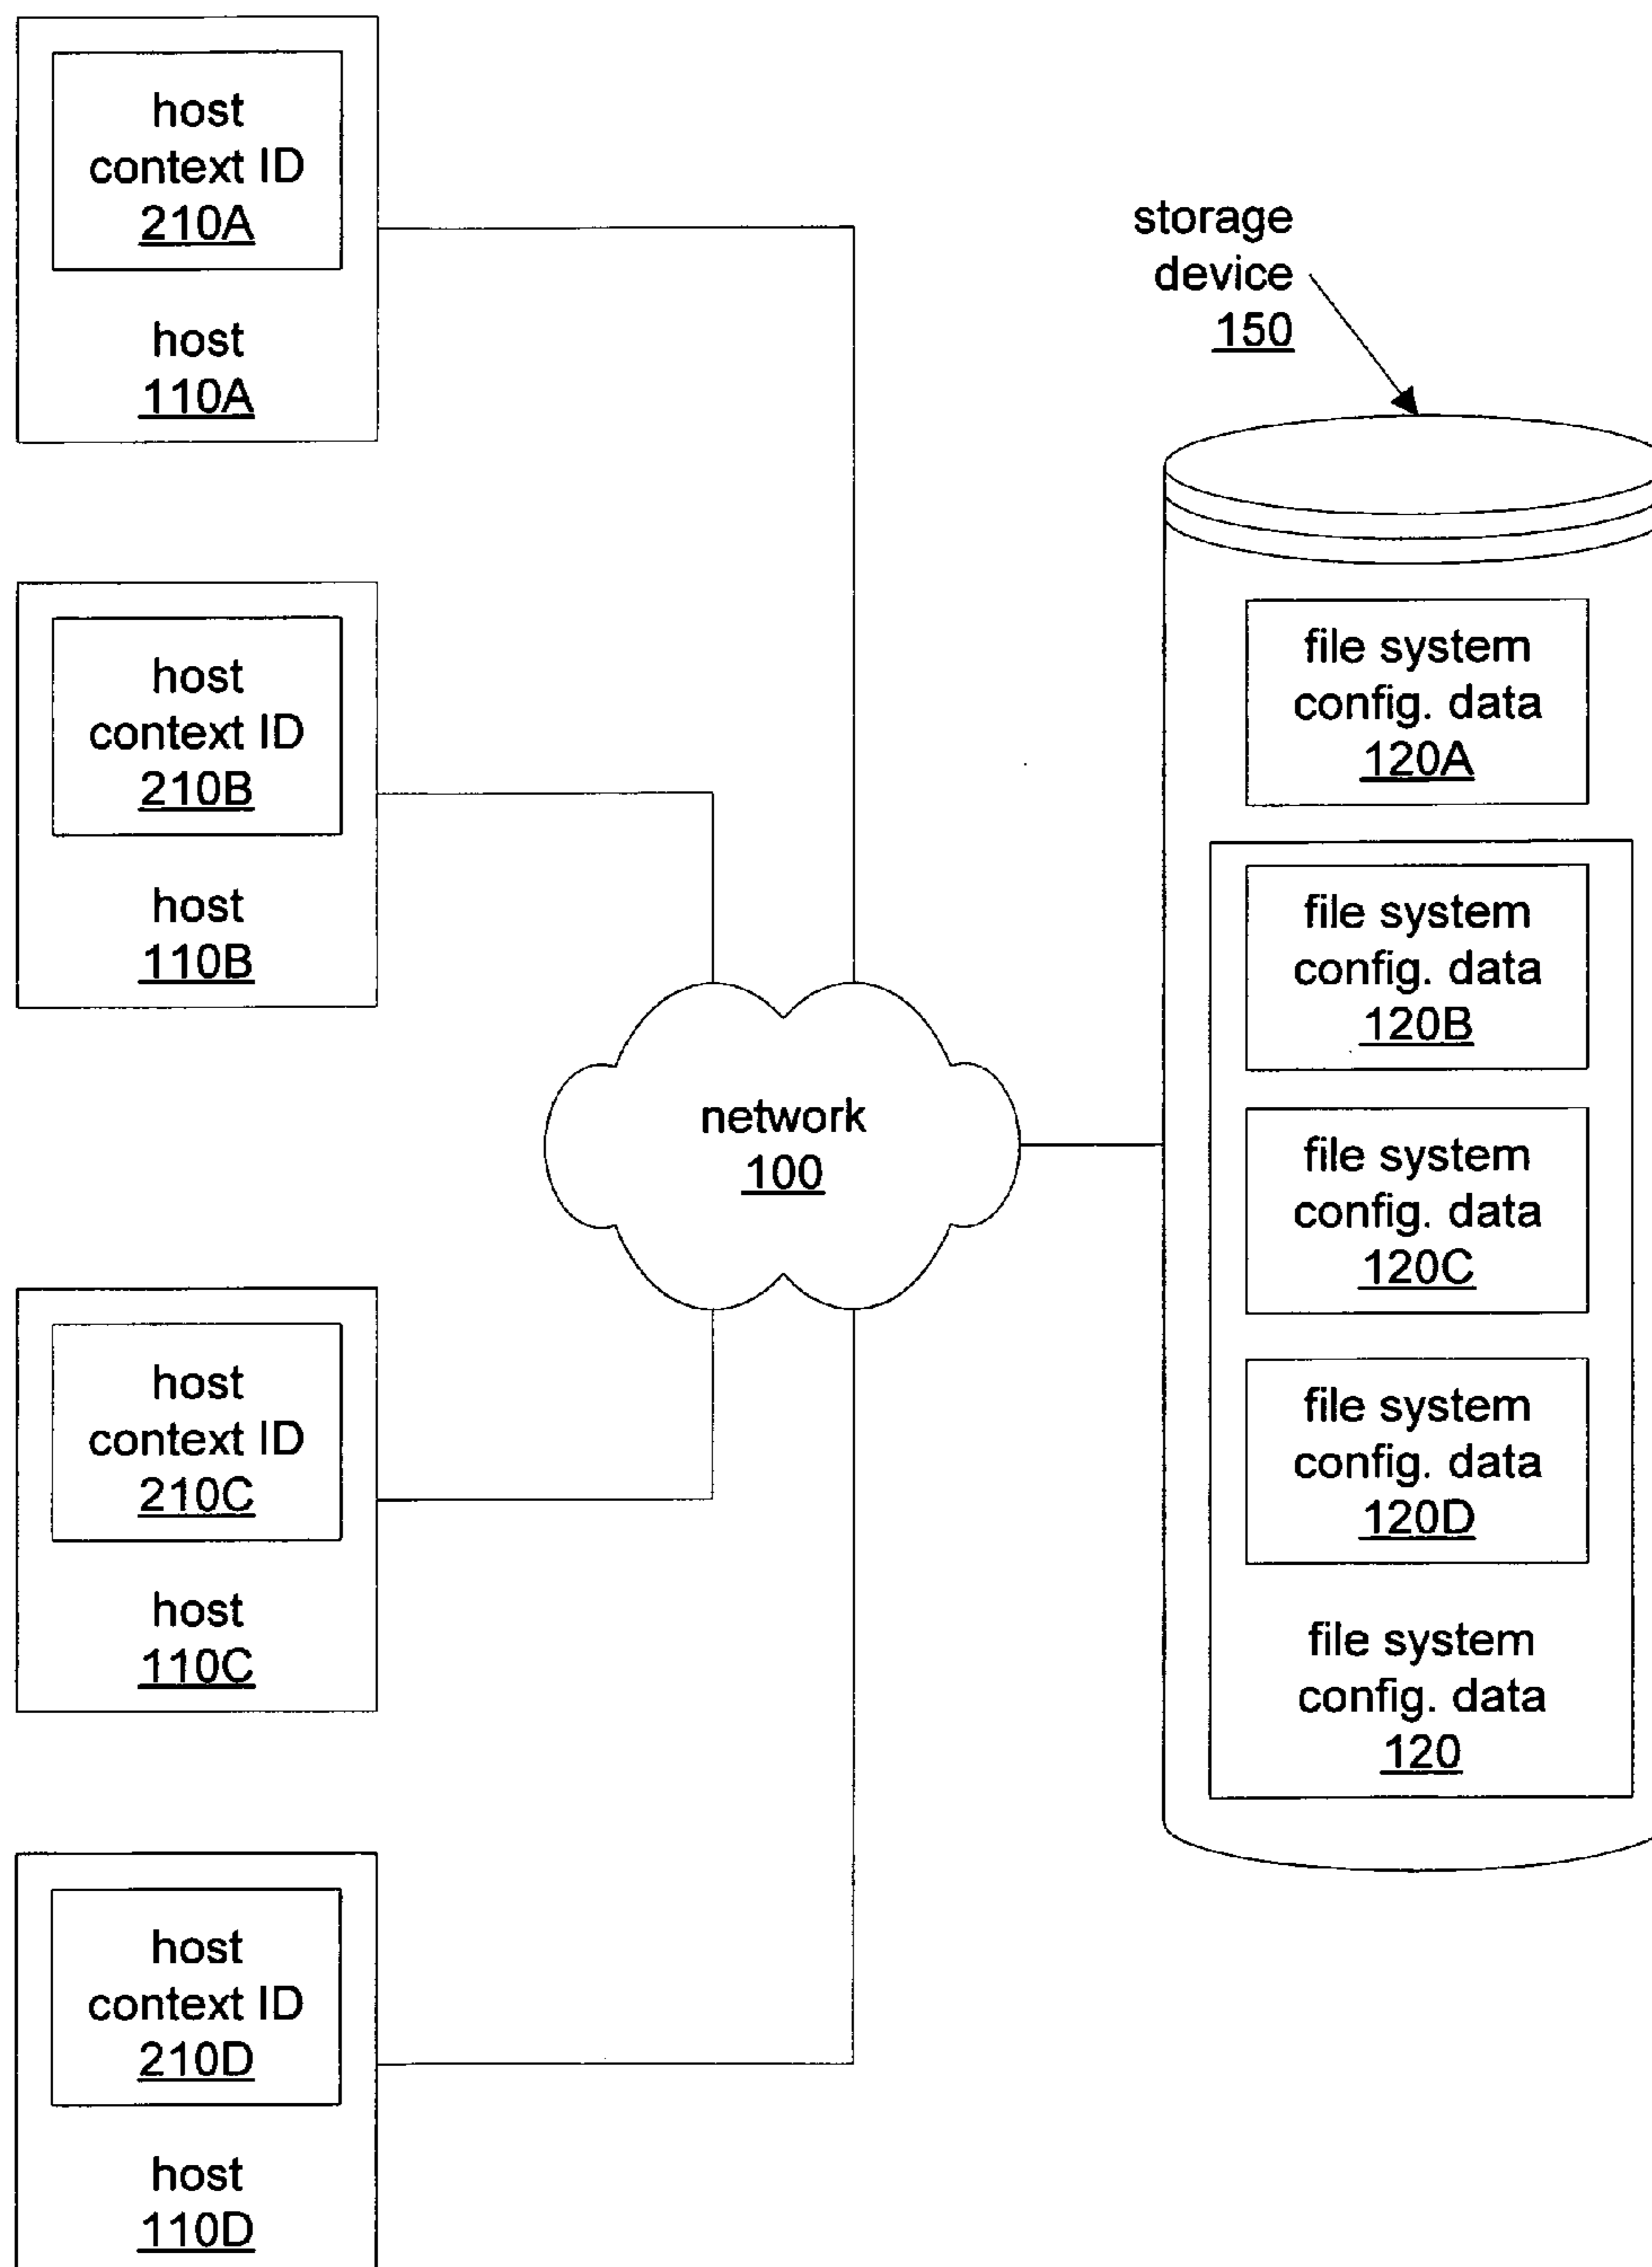 host
context ID
210A
host
110A
host
context ID
210B
host
110B
host
context ID
210C
host
110C
host
context ID
210D
host
110D
network
100
storage
device
150
file system
config. data
120A
file system
config. data
120B
file system
config. data
120C
file system
config. data
120D
file system
config. data
120